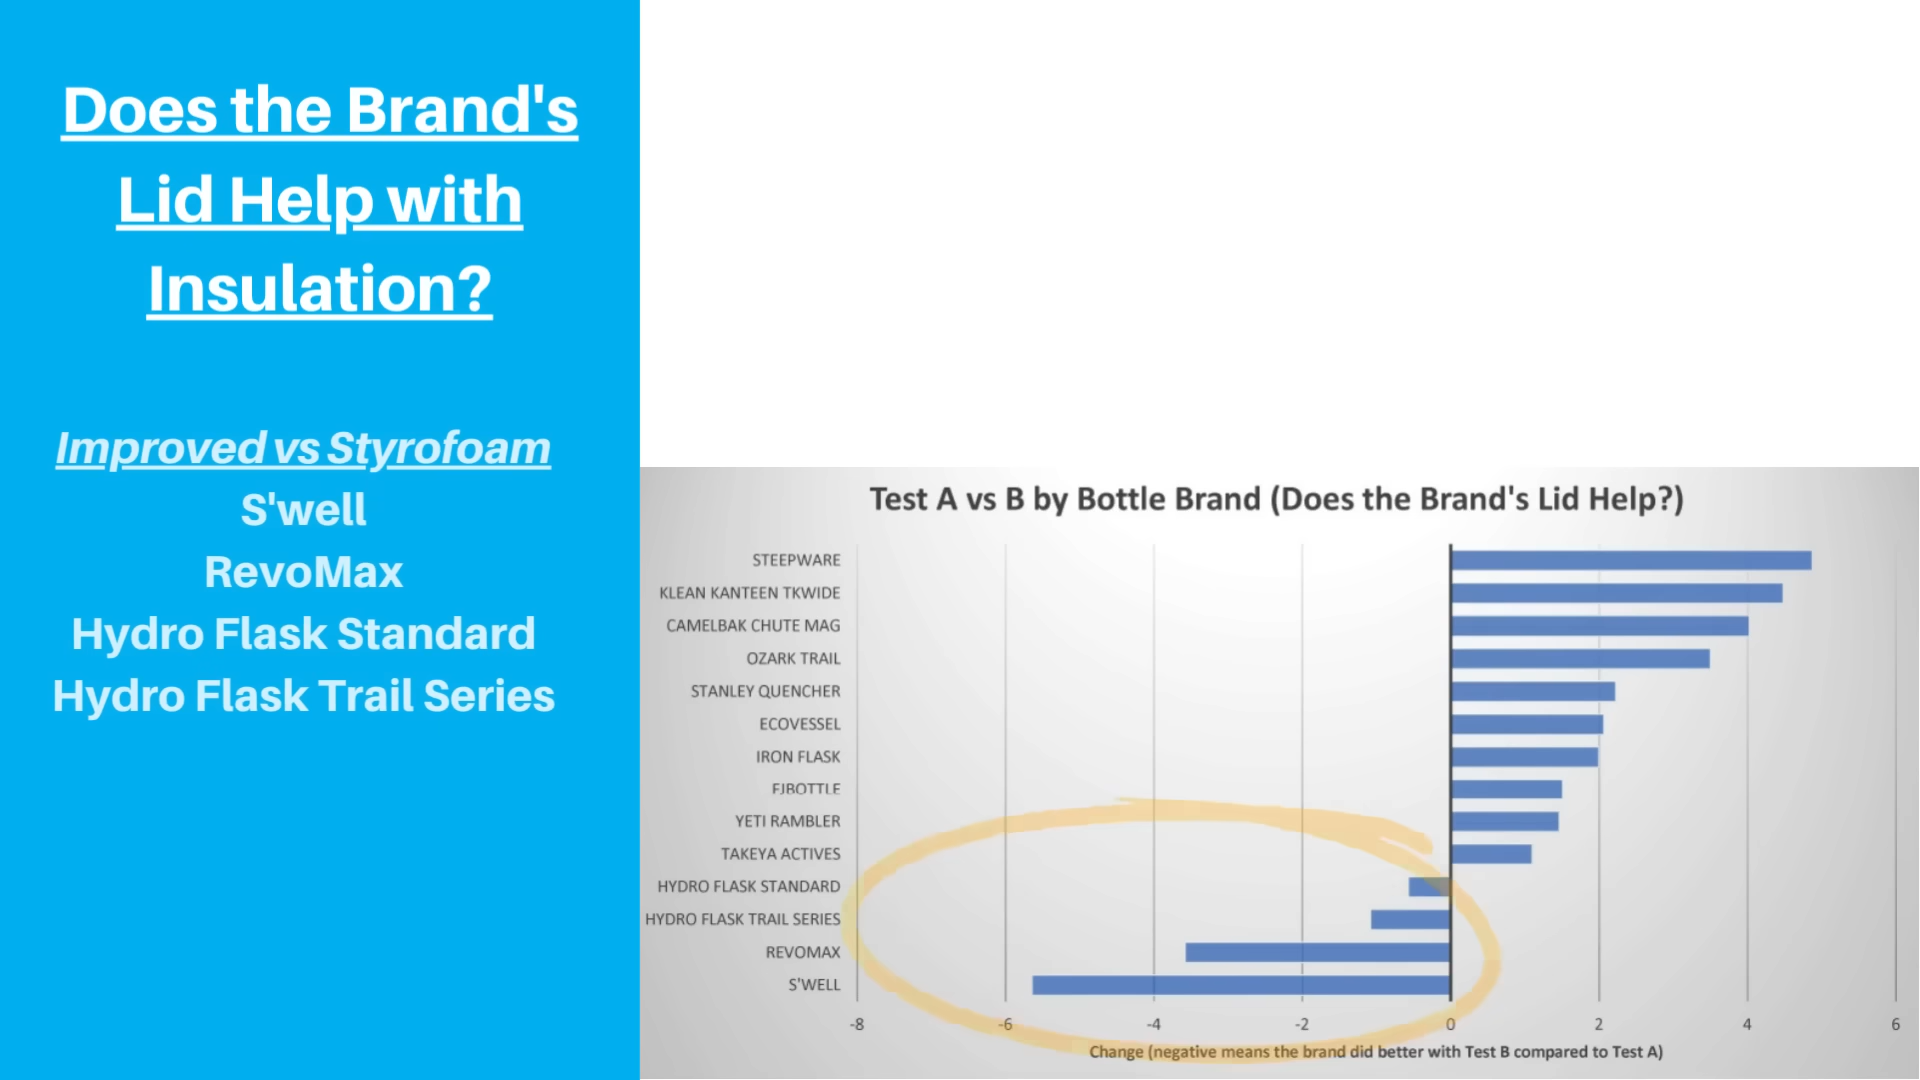 Does the Brand's
Lid Help with
Insulation?
Improved vs Styrofoam
S'well
RevoMax
Hydro Flask Standard
Hydro Flask Trail Series
Test A vs B by Bottle Brand (Does the Brand's Lid Help?)
STEEPWARE
KLEAN KANTEEN TKWIDE
CAMELBAK CHUTE MAG
OZARK TRAIL
STANLEY QUENCHER
ECOVESSEL
IRON FLASK
FJBOTTLE
YETI RAMBLER
TAKEYA ACTIVES
HYDRO FLASK STANDARD
HYDRO FLASK TRAIL SERIES
REVOMAX
S'WELL
-8 -6 -4 -2 0 2 4 6
Change (negative means the brand did better with Test B compared to Test A)